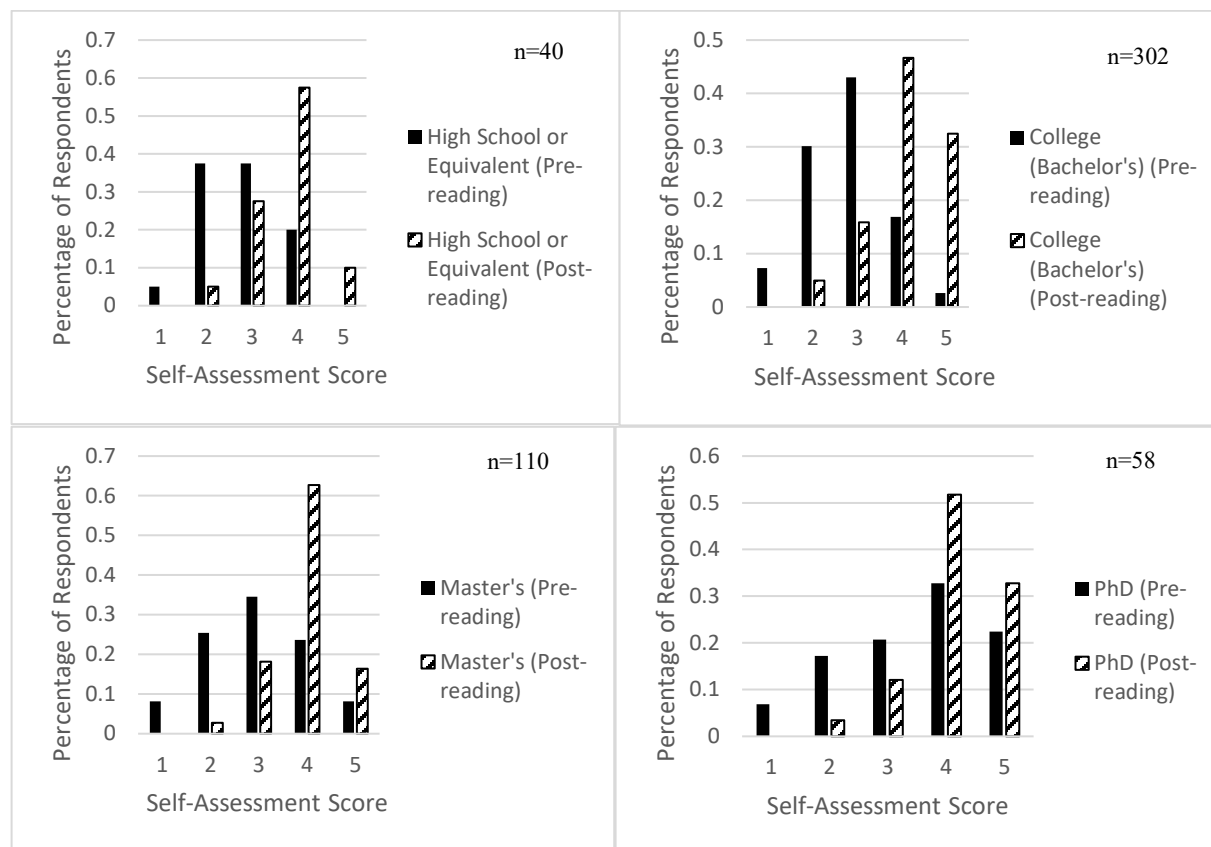 0.7
0.6
0.5
0.4
0.3
0.2
0.1
0
Percentage of Respondents
1 2 3 4 5
Self-Assessment Score
n=40
High School or
Equivalent (Pre-
reading)
High School or
Equivalent (Post-
reading)
0.5
0.4
0.3
0.2
0.1
0
Percentage of Respondents
1 2 3 4 5
Self-Assessment Score
n=302
College
(Bachelor's) (Pre-
reading)
College
(Bachelor's)
(Post-reading)
0.7
0.6
0.5
0.4
0.3
0.2
0.1
0
Percentage of Respondents
1 2 3 4 5
Self-Assessment Score
n=110
Master's (Pre-
reading)
Master's (Post-
reading)
0.6
0.5
0.4
0.3
0.2
0.1
0
Percentage of Respondents
1 2 3 4 5
Self-Assessment Score
n=58
PhD (Pre-
reading)
PhD (Post-
reading)